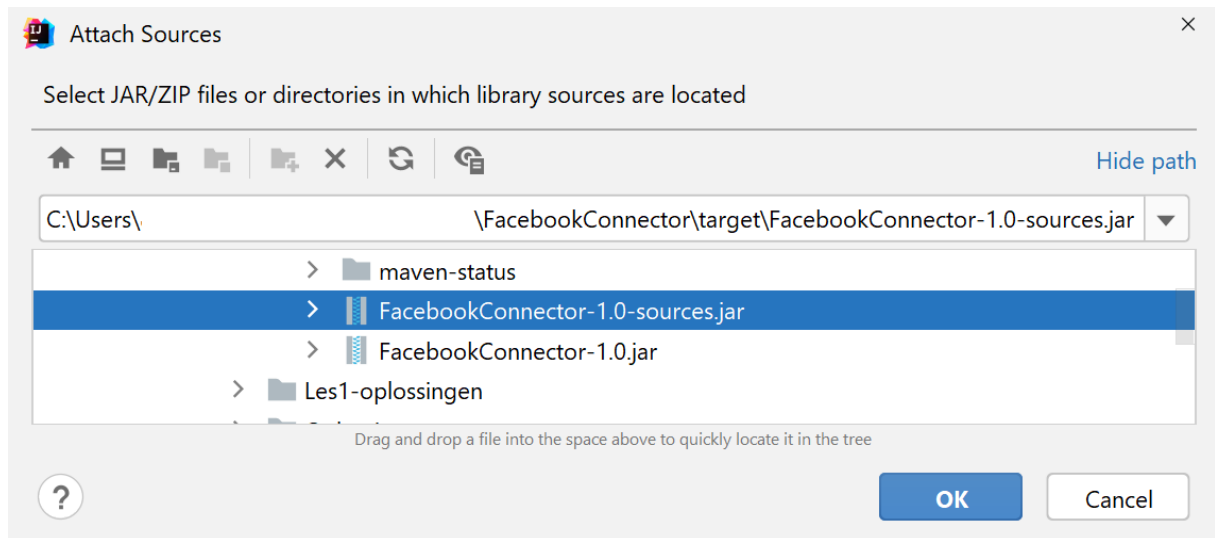 Attach Sources
Select JAR/ZIP files or directories in which library sources are located
Hide path
C:\Users\ \FacebookConnector\target\FacebookConnector-1.0-sources.jar
maven-status
FacebookConnector-1.0-sources.jar
FacebookConnector-1.0.jar
Les1-oplossingen
Drag and drop a file into the space above to quickly locate it in the tree
? OK Cancel